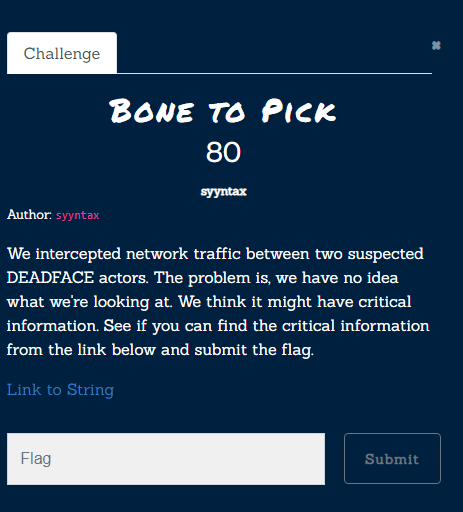 Challenge
✖
Bone to Pick
80
syyntax
Author: syyntax
We intercepted network traffic between two suspected
DEADFACE actors. The problem is, we have no idea
what we're looking at. We think it might have critical
information. See if you can find the critical information
from the link below and submit the flag.
Link to String
Flag
Submit